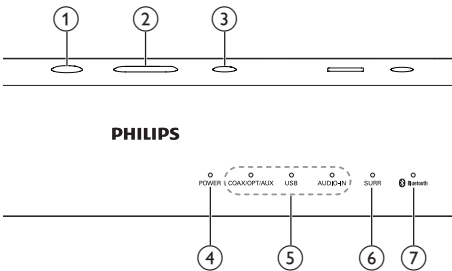 1 2 3
PHILIPS
POWER COAX/OPT/AUX USB AUDIO-IN SURR Bluetooth
4 5 6 7